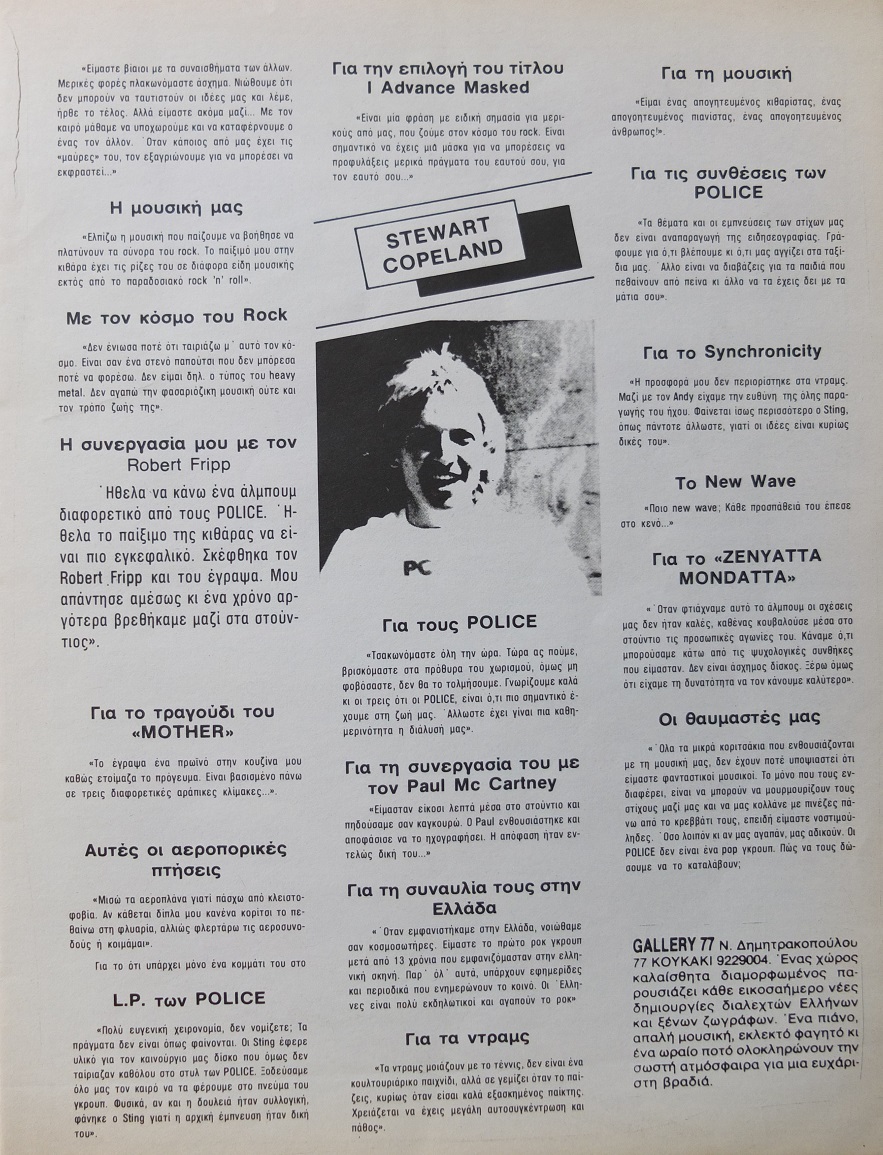 «Είμαστε βίαιοι με τα συναισθήματα των άλλων.
Μερικές φορές πλακωνόμαστε άσχημα. Νιώθουμε ότι
δεν μπορούν να ταυτιστούν οι ιδέες μας και λέμε,
ήρθε το τέλος. Αλλά είμαστε ακόμα μαζί... Με τον
καιρό μάθαμε να υποχωρούμε και να καταφέρνουμε ο
ένας τον άλλον. Όταν κάποιος από μας έχει τις
«μαύρες» του, τον εξαγριώνουμε για να μπορέσει να
εκφραστεί...»
Η μουσική μας
«Ελπίζω η μουσική που παίζουμε να βοήθησε να
πλατύνουν τα σύνορα του rock. Το παίξιμό μου στην
κιθάρα έχει τις ρίζες του σε διάφορα είδη μουσικής
εκτός από το παραδοσιακό rock 'n' roll».
Με τον κόσμο του Rock
«Δεν ένιωσα ποτέ ότι ταιριάζω μ' αυτό τον κό-
σμο. Είναι σαν ένα στενό παπούτσι που δεν μπόρεσα
ποτέ να φορέσω. Δεν είμαι δηλ. ο τύπος του heavy
metal. Δεν αγαπώ την φασαριόζικη μουσική ούτε και
τον τρόπο ζωής της».
Η συνεργασία μου με τον
Robert Fripp
Ήθελα να κάνω ένα άλμπουμ
διαφορετικό από τους POLICE. Ή-
θελα το παίξιμο της κιθάρας να εί-
ναι πιο εγκεφαλικό. Σκέφθηκα τον
Robert Fripp και του έγραψα. Μου
απάντησε αμέσως κι ένα χρόνο αρ-
γότερα βρεθήκαμε μαζί στα στούν-
τιος».
Για το τραγούδι του
«MOTHER»
«Το έγραψα ένα πρωϊνό στην κουζίνα μου
καθώς ετοίμαζα το πρόγευμα. Είναι βασισμένο πάνω
σε τρεις διαφορετικές αράπικες κλίμακες...».
Αυτές οι αεροπορικές
πτήσεις
«Μισώ τα αεροπλάνα γιατί πάσχω από κλειστο-
φοβία. Αν κάθεται δίπλα μου κανένα κορίτσι το πε-
θαίνω στη φλυαρία, αλλιώς φλερτάρω τις αεροσυνο-
δούς ή κοιμάμαι».
Για το ότι υπάρχει μόνο ένα κομμάτι του στο
L.P. των POLICE
«Πολύ ευγενική χειρονομία, δεν νομίζετε; Τα
πράγματα δεν είναι όπως φαίνονται. Οι Sting έφερε
υλικό για τον καινούργιο μας δίσκο που όμως δεν
ταίριαζαν καθόλου στο στυλ των POLICE. Ξοδεύσαμε
όλο μας τον καιρό να τα φέρουμε στο πνεύμα του
γκρουπ. Φυσικά, αν και η δουλειά ήταν συλλογική,
φάνηκε ο Sting γιατί η αρχική έμπνευση ήταν δική
του».
Για την επιλογή του τίτλου
I Advance Masked
«Είναι μία φράση με ειδική σημασία για μερι-
κούς από μας, που ζούμε στον κόσμο του rock. Είναι
σημαντικό να έχεις μιά μάσκα για να μπορέσεις να
προφυλάξεις μερικά πράγματα του εαυτού σου, για
τον εαυτό σου...»
STEWART
COPELAND
PC
Για τους POLICE
«Τσακωνόμαστε όλη την ώρα. Τώρα ας πούμε,
βρισκόμαστε στα πρόθυρα του χωρισμού, όμως μη
φοβόσαστε, δεν θα το τολμήσουμε. Γνωρίζουμε καλά
κι οι τρεις ότι οι POLICE, είναι ό,τι πιο σημαντικό έ-
χουμε στη ζωή μας. Άλλωστε έχει γίνει πια καθη-
μερινότητα η διάλυσή μας».
Για τη συνεργασία του με
τον Paul Mc Cartney
«Είμασταν είκοσι λεπτά μέσα στο στούντιο και
πηδούσαμε σαν καγκουρώ. Ο Paul ενθουσιάστηκε και
αποφάσισε να το ηχογραφήσει. Η απόφαση ήταν εν-
τελώς δική του...»
Για τη συναυλία τους στην
Ελλάδα
«Όταν εμφανιστήκαμε στην Ελλάδα, νοιώθαμε
σαν κοσμοσωτήρες. Είμαστε το πρώτο ροκ γκρουπ
μετά από 13 χρόνια που εμφανιζόμασταν στην ελλη-
νική σκηνή. Παρ' όλ' αυτά, υπάρχουν εφημερίδες
και περιοδικά που ενημερώνουν το κοινό. Οι Έλλη-
νες είναι πολύ εκδηλωτικοί και αγαπούν το ροκ»
Για τα ντραμς
«Τα ντραμς μοιάζουν με το τέννις, δεν είναι ένα
κουλτουριάρικο παιχνίδι, αλλά σε γεμίζει όταν το παί-
ζεις, κυρίως όταν είσαι καλά εξασκημένος παίκτης.
Χρειάζεται να έχεις μεγάλη αυτοσυγκέντρωση και
πάθος».
Για τη μουσική
«Είμαι ένας απογητευμένος κιθαρίστας, ένας
απογοητευμένος πιανίστας, ένας απογοητευμένος
άνθρωπος!».
Για τις συνθέσεις των
POLICE
«Τα θέματα και οι εμπνεύσεις των στίχων μας
δεν είναι αναπαραγωγή της ειδησεογραφίας. Γρά-
φουμε για ό,τι βλέπουμε κι ό,τι μας αγγίζει στα ταξί-
δια μας. Άλλο είναι να διαβάζεις για τα παιδιά που
πεθαίνουν από πείνα κι άλλο να τα έχεις δει με τα
μάτια σου».
Για το Synchronicity
«Η προσφορά μου δεν περιορίστηκε στα ντραμς.
Μαζί με τον Andy είχαμε την ευθύνη της όλης παρα-
γωγής του ήχου. Φαίνεται ίσως περισσότερο ο Sting,
όπως πάντοτε άλλωστε, γιατί οι ιδέες είναι κυρίως
δικές του».
Το New Wave
«Ποιο new wave; Κάθε προσπάθειά του έπεσε
στο κενό...»
Για το «ZENYATTA
MONDATTA»
«Όταν φτιάχναμε αυτό το άλμπουμ οι σχέσεις
μας δεν ήταν καλές, καθένας κουβαλούσε μέσα στο
στούντιο τις προσωπικές αγωνίες του. Κάναμε ό,τι
μπορούσαμε κάτω από τις ψυχολογικές συνθήκες
που είμασταν. Δεν είναι άσχημος δίσκος. Ξέρω όμως
ότι είχαμε τη δυνατότητα να τον κάνουμε καλύτερο».
Οι θαυμαστές μας
«Όλα τα μικρά κοριτσάκια που ενθουσιάζονται
με τη μουσική μας, δεν έχουν ποτέ υποψιαστεί ότι
είμαστε φανταστικοί μουσικοί. Το μόνο που τους εν-
διαφέρει, είναι να μπορούν να μουρμουρίζουν τους
στίχους μαζί μας και να μας κολλάνε με πινέζες πά-
νω από το κρεββάτι τους, επειδή είμαστε νοστιμού-
ληδες. Όσο λοιπόν κι αν μας αγαπάν, μας αδικούν. Οι
POLICE δεν είναι ένα pop γκρουπ. Πώς να τους δώ-
σουμε να το καταλάβουν;
GALLERY 77 Ν. Δημητρακοπούλου
77 ΚΟΥΚΑΚΙ 9229004. Ένας χώρος
καλαίσθητα διαμορφωμένος πα-
ρουσιάζει κάθε εικοσαήμερο νέες
δημιουργίες διαλεχτών Ελλήνων
και ξένων ζωγράφων. Ένα πιάνο,
απαλή μουσική, εκλεκτό φαγητό κι
ένα ωραίο ποτό ολοκληρώνουν την
σωστή ατμόσφαιρα για μια ευχάρι-
στη βραδιά.